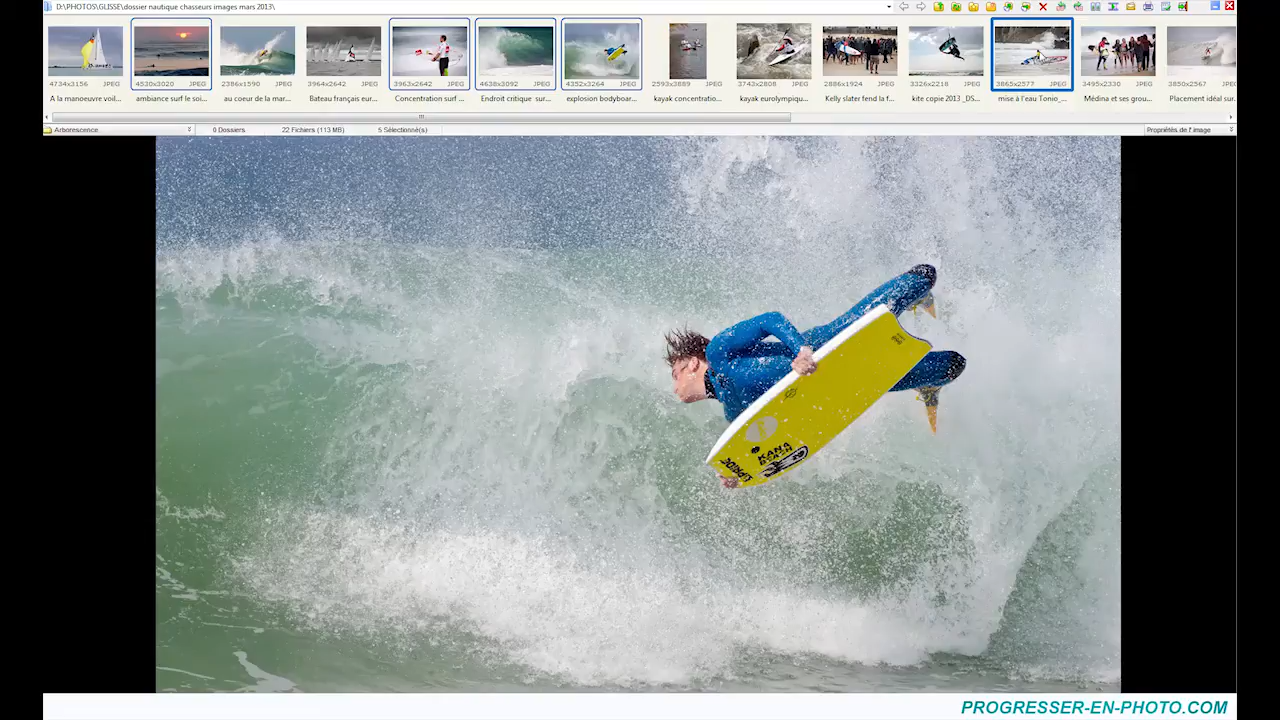 D:\PHOTOS\GLISSE\dossier nautique chasseurs images mars 2013\
4734x3156 JPEG
4530x3020 JPEG
2386x1590 JPEG
3964x2642 JPEG
3963x2642 JPEG
4638x3092 JPEG
4352x3264 JPEG
2593x3889 JPEG
3743x2808 JPEG
2886x1924 JPEG
3326x2218 JPEG
3865x2577 JPEG
3495x2330 JPEG
3850x2567 JPEG
A la manoeuvre voil...
ambiance surf le soi...
au coeur de la mar...
Bateau français eur...
Concentration surf ...
Endroit critique sur...
explosion bodyboar...
kayak concentratio...
kayak eurolympiqu...
Kelly slater fend la f...
kite copie 2013 _DS...
mise à l'eau Tonio_...
Médina et ses grou...
Placement idéal sur...
Arborescence
0 Dossiers
22 Fichiers (113 MB)
5 Sélectionné(s)
Propriétés de l' image
KANA
BEACH
PRIDE
PROGRESSER-EN-PHOTO.COM